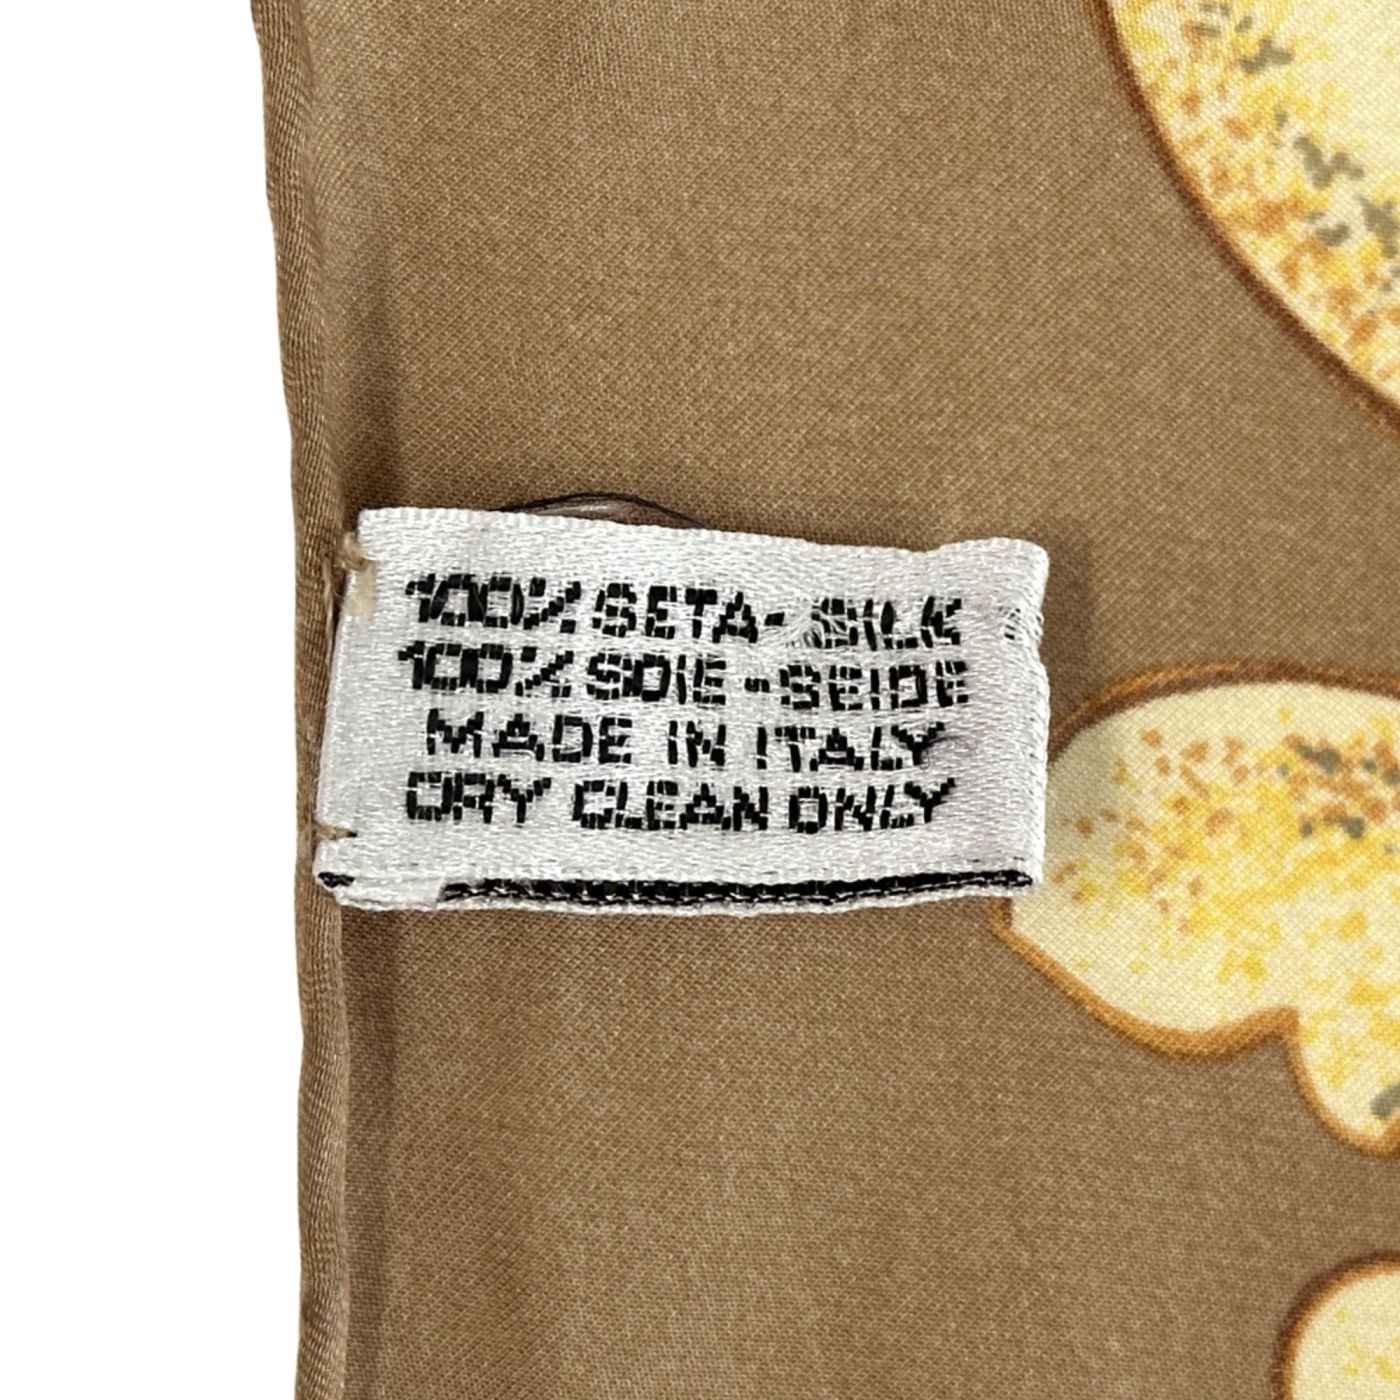 100% SETA - SILK
100% SOIE - SEIDE
MADE IN ITALY
DRY CLEAN ONLY